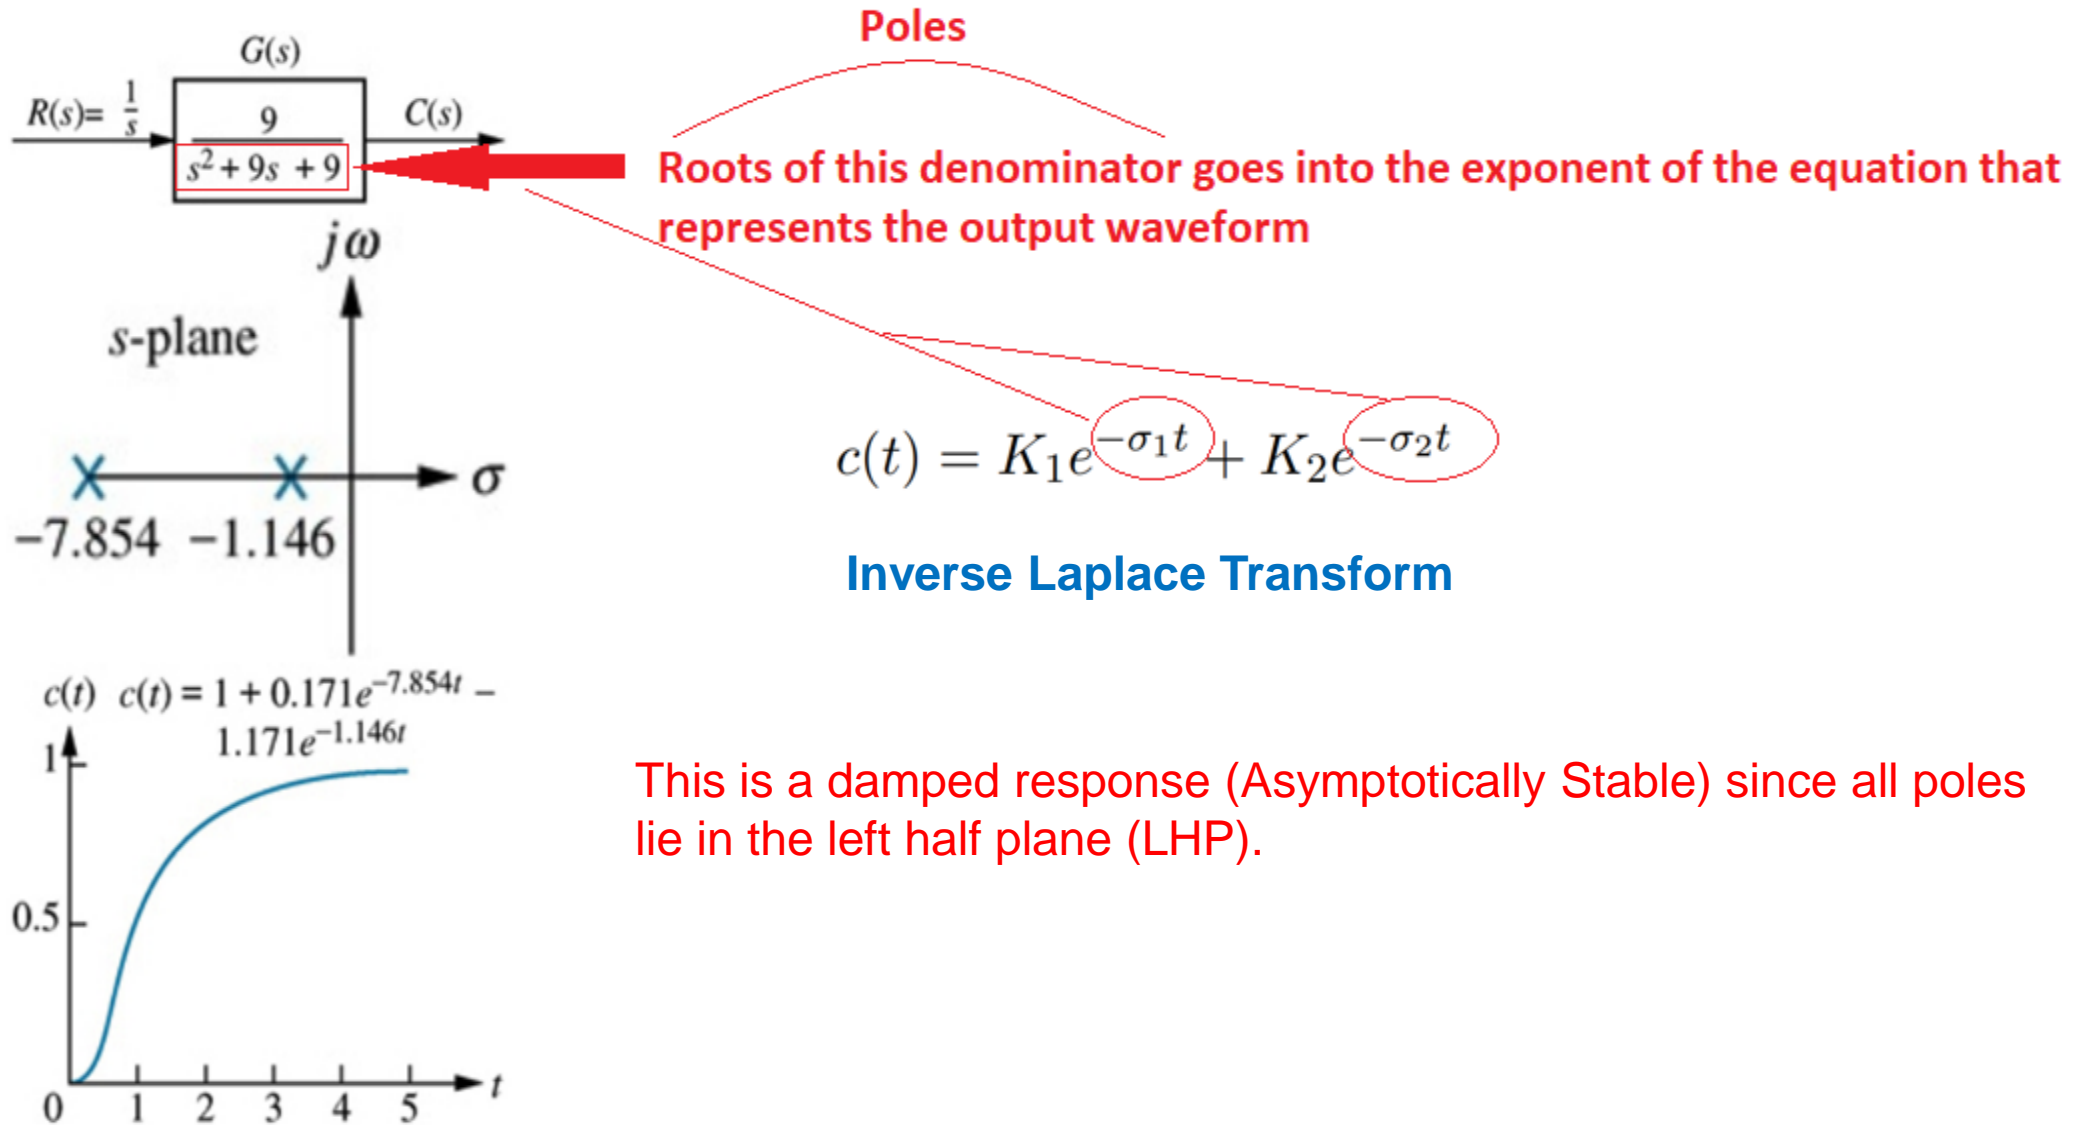 Poles
G(s)
R(s)= 1/s
9
s² + 9s + 9
C(s)
Roots of this denominator goes into the exponent of the equation that
represents the output waveform
jω
s-plane
σ
−7.854 −1.146
c(t) = K₁e^{−σ₁t} + K₂e^{−σ₂t}
Inverse Laplace Transform
c(t) c(t) = 1 + 0.171e^{−7.854t} −
1.171e^{−1.146t}
1
0.5
This is a damped response (Asymptotically Stable) since all poles
lie in the left half plane (LHP).
t
0 1 2 3 4 5